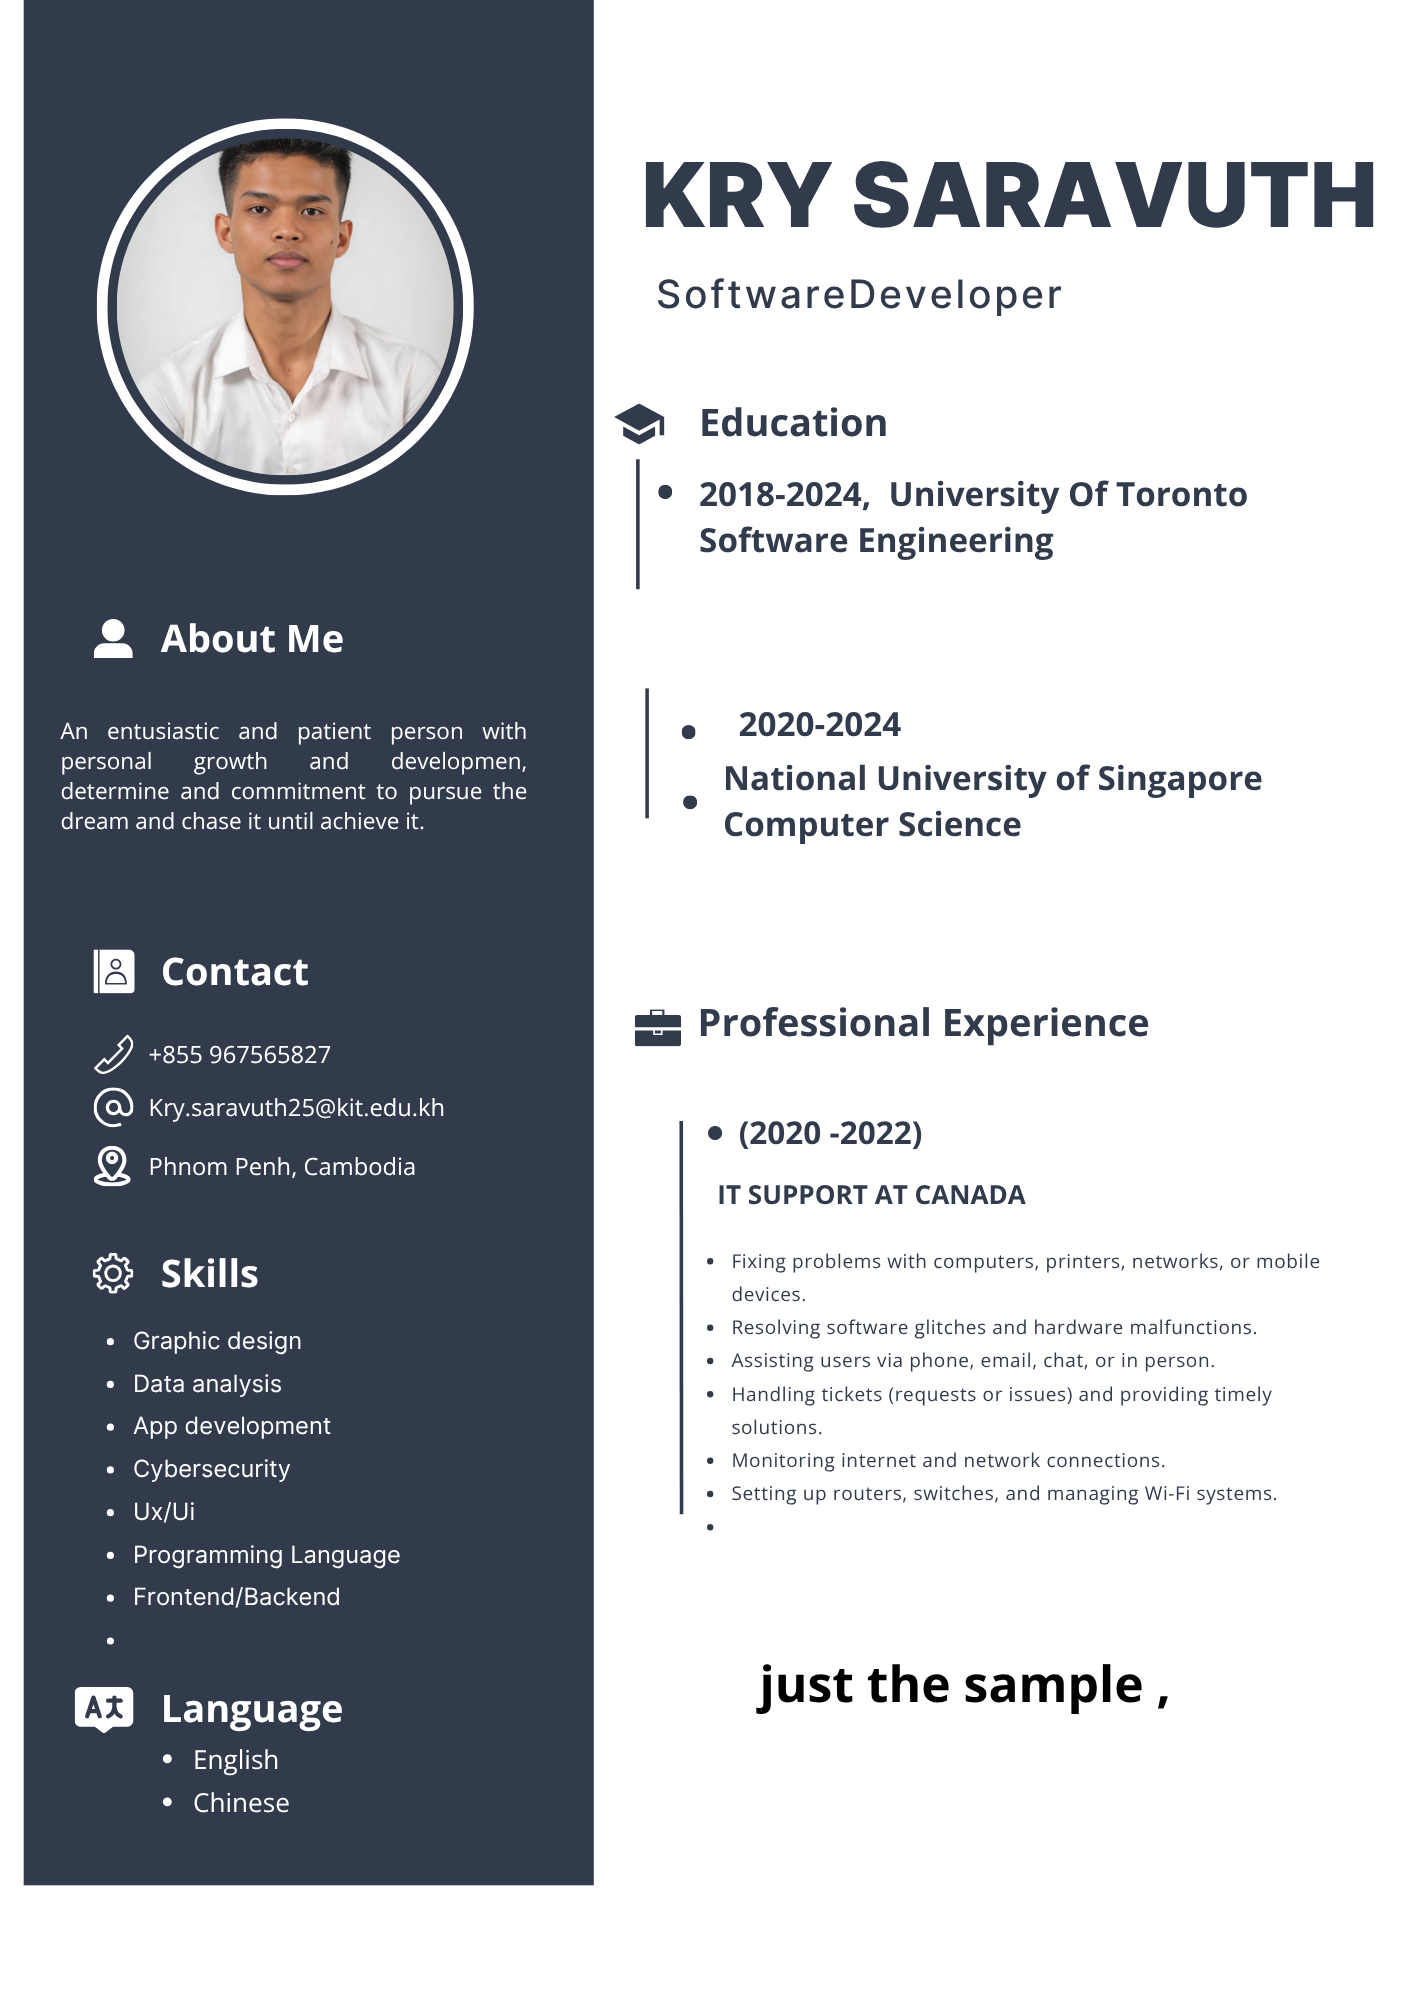 KRY SARAVUTH
SoftwareDeveloper
About Me
An entusiastic and patient person with
personal growth and developmen,
determine and commitment to pursue the
dream and chase it until achieve it.
Contact
+855 967565827
Kry.saravuth25@kit.edu.kh
Phnom Penh, Cambodia
Skills
Graphic design
Data analysis
App development
Cybersecurity
Ux/Ui
Programming Language
Frontend/Backend
Language
English
Chinese
Education
2018-2024, University Of Toronto
Software Engineering
2020-2024
National University of Singapore
Computer Science
Professional Experience
(2020 -2022)
IT SUPPORT AT CANADA
Fixing problems with computers, printers, networks, or mobile
devices.
Resolving software glitches and hardware malfunctions.
Assisting users via phone, email, chat, or in person.
Handling tickets (requests or issues) and providing timely
solutions.
Monitoring internet and network connections.
Setting up routers, switches, and managing Wi-Fi systems.
just the sample ,